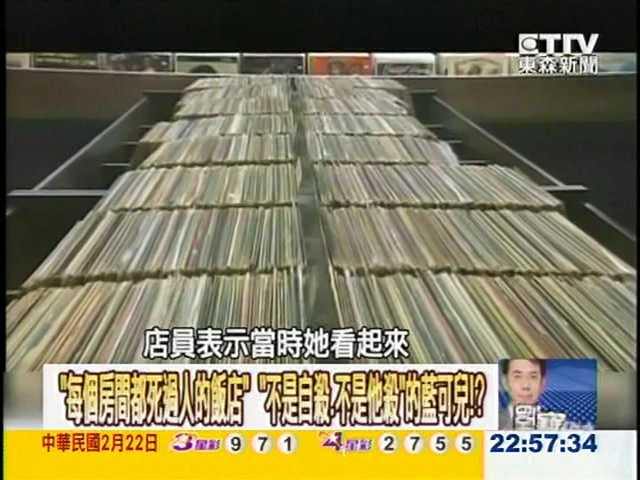 CTTV
東森新聞
店員表示當時她看起來
"每個房間都死過人的飯店" "不是自殺.不是他殺"的藍可兒!?
中華民國2月22日 3星彩 9 7 1 4星彩 2 7 5 5 22:57:34